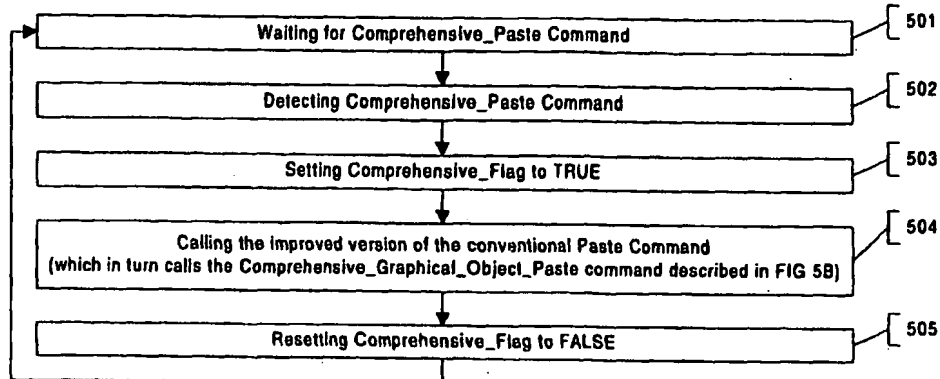 Waiting for Comprehensive_Paste Command
501
Detecting Comprehensive_Paste Command
502
Setting Comprehensive_Flag to TRUE
503
Calling the improved version of the conventional Paste Command
(which in turn calls the Comprehensive_Graphical_Object_Paste command described in FIG 5B)
504
Resetting Comprehensive_Flag to FALSE
505